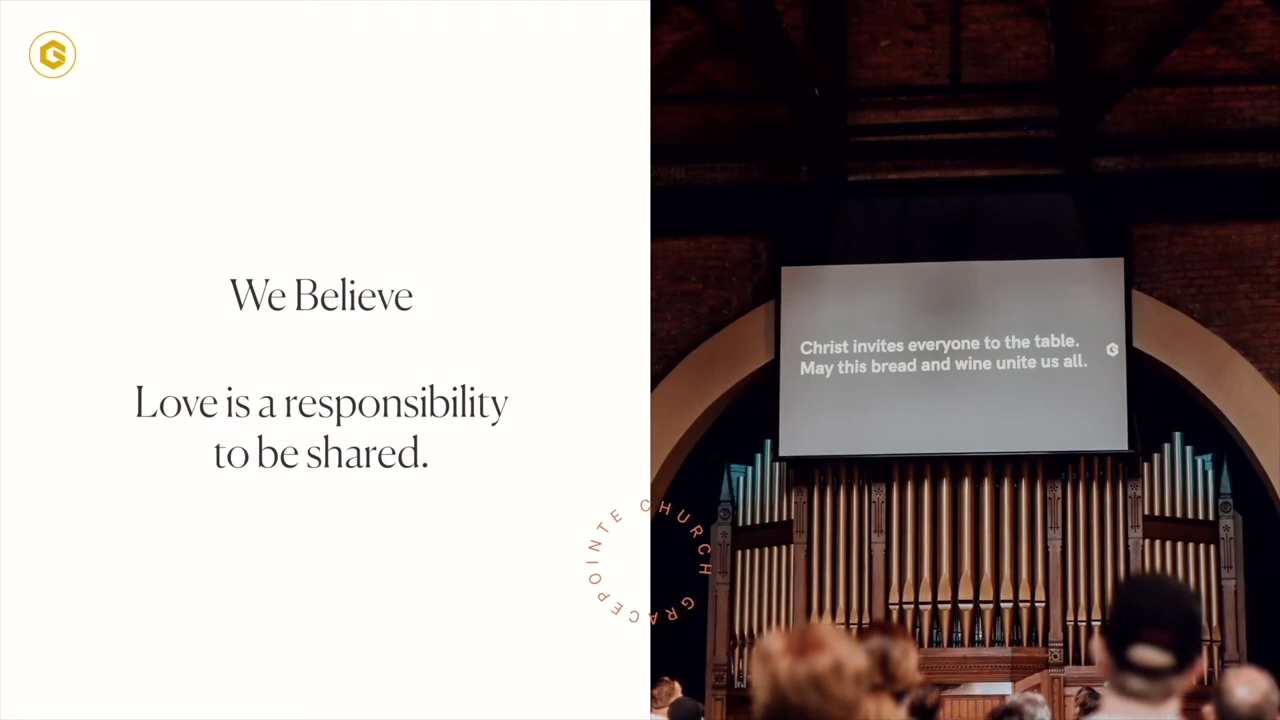 We Believe
Love is a responsibility
to be shared.
Christ invites everyone to the table.
May this bread and wine unite us all.
GRACEPOINTE CHURCH